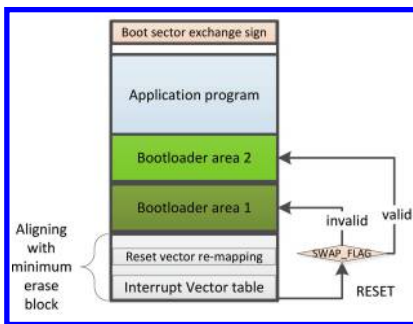 Boot sector exchange sign
Application program
Bootloader area 2
Bootloader area 1
Reset vector re-mapping
Interrupt Vector table
Aligning
with
minimum
erase
block
valid
invalid
SWAP_FLAG
RESET